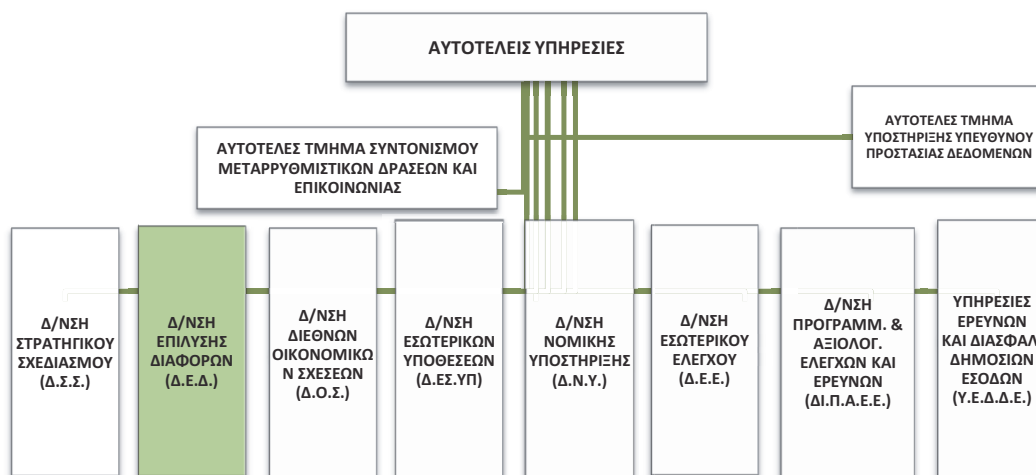 ΑΥΤΟΤΕΛΕΙΣ ΥΠΗΡΕΣΙΕΣ
ΑΥΤΟΤΕΛΕΣ ΤΜΗΜΑ
ΥΠΟΣΤΗΡΙΞΗΣ ΥΠΕΥΘΥΝΟΥ
ΠΡΟΣΤΑΣΙΑΣ ΔΕΔΟΜΕΝΩΝ
ΑΥΤΟΤΕΛΕΣ ΤΜΗΜΑ ΣΥΝΤΟΝΙΣΜΟΥ
ΜΕΤΑΡΡΥΘΜΙΣΤΙΚΩΝ ΔΡΑΣΕΩΝ ΚΑΙ
ΕΠΙΚΟΙΝΩΝΙΑΣ
Δ/ΝΣΗ
ΣΤΡΑΤΗΓΙΚΟΥ
ΣΧΕΔΙΑΣΜΟΥ
(Δ.Σ.Σ.)
Δ/ΝΣΗ
ΕΠΙΛΥΣΗΣ
ΔΙΑΦΟΡΩΝ
(Δ.Ε.Δ.)
Δ/ΝΣΗ
ΔΙΕΘΝΩΝ
ΟΙΚΟΝΟΜΙΚΩ
Ν ΣΧΕΣΕΩΝ
(Δ.Ο.Σ.)
Δ/ΝΣΗ
ΕΣΩΤΕΡΙΚΩΝ
ΥΠΟΘΕΣΕΩΝ
(Δ.ΕΣ.ΥΠ)
Δ/ΝΣΗ
ΝΟΜΙΚΗΣ
ΥΠΟΣΤΗΡΙΞΗΣ
(Δ.Ν.Υ.)
Δ/ΝΣΗ
ΕΣΩΤΕΡΙΚΟΥ
ΕΛΕΓΧΟΥ
(Δ.Ε.Ε.)
Δ/ΝΣΗ
ΠΡΟΓΡΑΜΜ. &
ΑΞΙΟΛΟΓ.
ΕΛΕΓΧΩΝ ΚΑΙ
ΕΡΕΥΝΩΝ
(ΔΙ.Π.Α.Ε.Ε.)
ΥΠΗΡΕΣΙΕΣ
ΕΡΕΥΝΩΝ
ΚΑΙ ΔΙΑΣΦΑΛ
ΔΗΜΟΣΙΩΝ
ΕΣΟΔΩΝ
(Υ.Ε.Δ.Δ.Ε.)